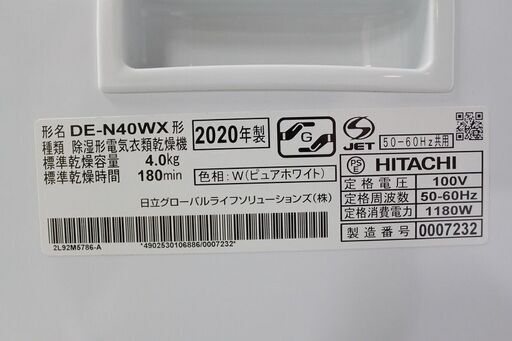 形名 DE-N40WX 形
種類 除湿形電気衣類乾燥機
標準乾燥容量 4.0kg
標準乾燥時間 180min
2020年製
色相:W(ピュアホワイト)
日立グローバルライフソリューションズ(株)
2L92M5786-A
*4902530106886/0007232*
G
S
JET
50-60Hz共用
PS
E
HITACHI
定格電圧 100V
定格周波数 50-60Hz
定格消費電力 1180W
製造番号 0007232